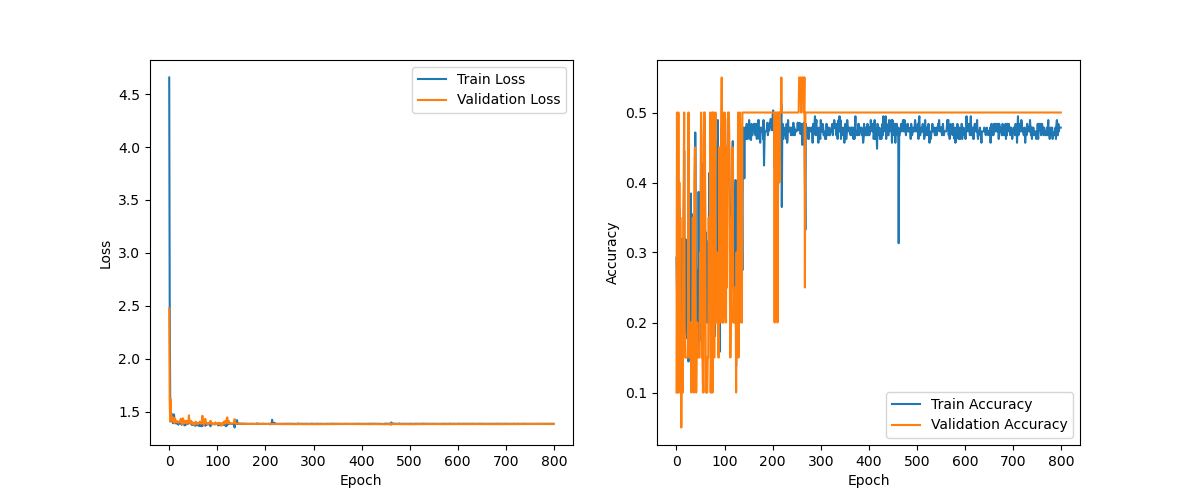 Train Loss
Validation Loss
4.5
4.0
3.5
3.0
2.5
2.0
1.5
Loss
0 100 200 300 400 500 600 700 800
Epoch
0.5
0.4
0.3
0.2
0.1
Accuracy
Train Accuracy
Validation Accuracy
0 100 200 300 400 500 600 700 800
Epoch